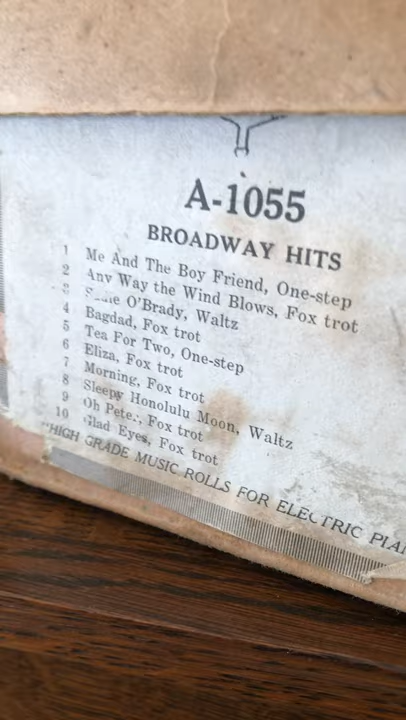 A-1055
BROADWAY HITS
1 Me And The Boy Friend, One-step
2 Any Way the Wind Blows, Fox trot
3 O'Brady, Waltz
4 Bagdad, Fox trot
5 Tea For Two, One-step
6 Eliza, Fox trot
7 Morning, Fox trot
8 Sleepy Honolulu Moon, Waltz
9 Oh Peter, Fox trot
10 Glad Eyes, Fox trot
"HIGH GRADE MUSIC ROLLS FOR ELECTRIC